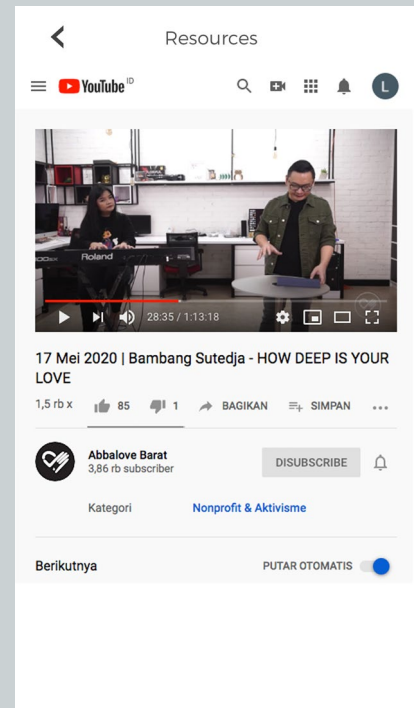 Resources
YouTube ID
L
Roland
28:35 / 1:13:18
17 Mei 2020 | Bambang Sutedja - HOW DEEP IS YOUR
LOVE
1,5 rb x 85 1 BAGIKAN SIMPAN
Abbalove Barat
3,86 rb subscriber
DISUBSCRIBE
Kategori Nonprofit & Aktivisme
Berikutnya PUTAR OTOMATIS